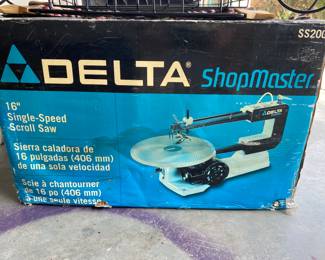 SS200
DELTA ShopMaster
16"
Single-Speed
Scroll Saw
Sierra caladora de
16 pulgadas (406 mm)
de una sola velocidad
Scie à chantourner
de 16 po (406 mm)
à une seule vitesse
DELTA